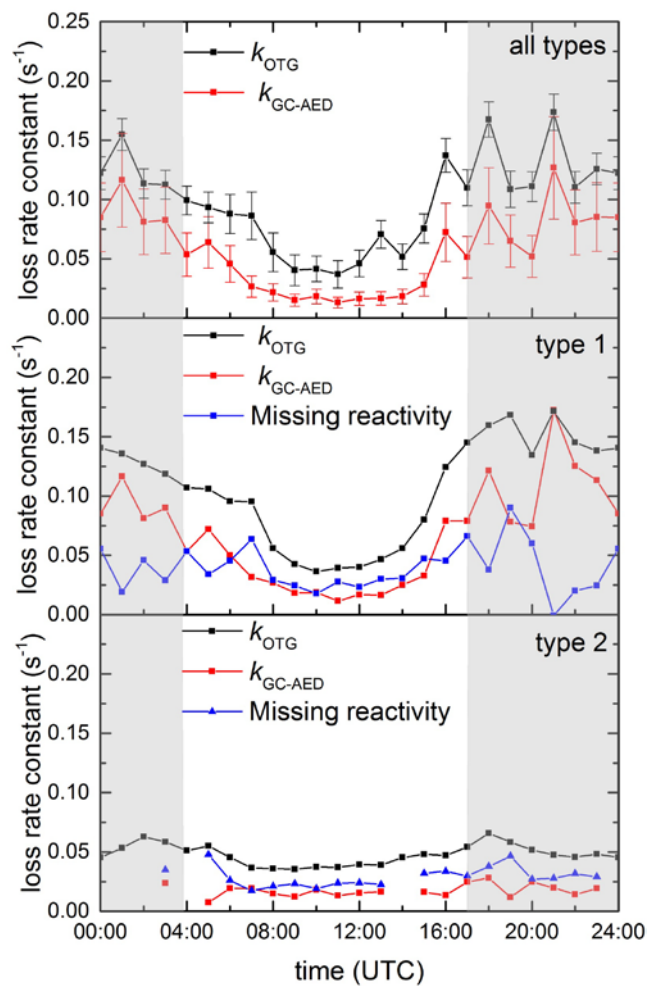 0.25
all types
k_OTG
k_GC-AED
0.20
0.15
0.10
0.05
0.00
loss rate constant (s⁻¹)
type 1
k_OTG
k_GC-AED
Missing reactivity
0.20
0.15
0.10
0.05
0.00
loss rate constant (s⁻¹)
type 2
k_OTG
k_GC-AED
Missing reactivity
0.20
0.15
0.10
0.05
0.00
loss rate constant (s⁻¹)
00:00 04:00 08:00 12:00 16:00 20:00 24:00
time (UTC)